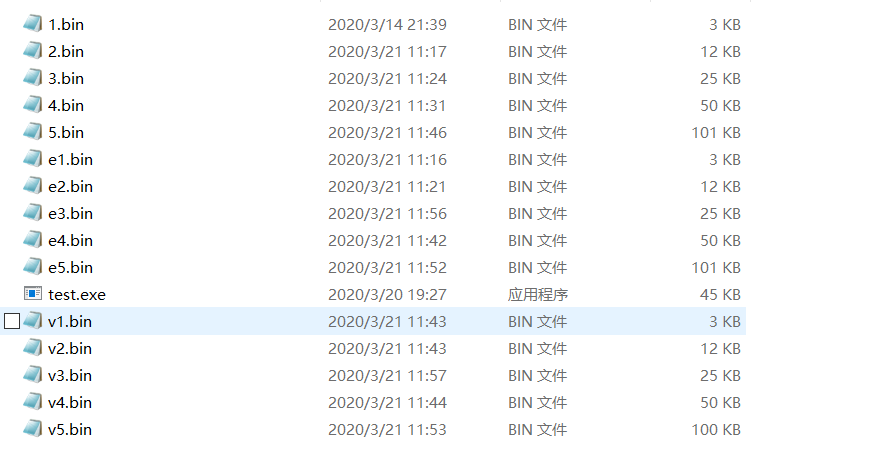 1.bin 2020/3/14 21:39 BIN 文件 3 KB
2.bin 2020/3/21 11:17 BIN 文件 12 KB
3.bin 2020/3/21 11:24 BIN 文件 25 KB
4.bin 2020/3/21 11:31 BIN 文件 50 KB
5.bin 2020/3/21 11:46 BIN 文件 101 KB
e1.bin 2020/3/21 11:16 BIN 文件 3 KB
e2.bin 2020/3/21 11:21 BIN 文件 12 KB
e3.bin 2020/3/21 11:56 BIN 文件 25 KB
e4.bin 2020/3/21 11:42 BIN 文件 50 KB
e5.bin 2020/3/21 11:52 BIN 文件 101 KB
test.exe 2020/3/20 19:27 应用程序 45 KB
v1.bin 2020/3/21 11:43 BIN 文件 3 KB
v2.bin 2020/3/21 11:43 BIN 文件 12 KB
v3.bin 2020/3/21 11:57 BIN 文件 25 KB
v4.bin 2020/3/21 11:44 BIN 文件 50 KB
v5.bin 2020/3/21 11:53 BIN 文件 100 KB